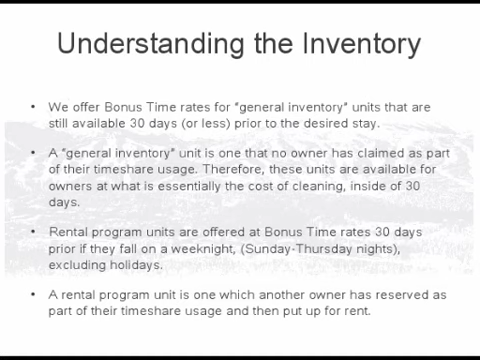 Understanding the Inventory
• We offer Bonus Time rates for "general inventory" units that are
still available 30 days (or less) prior to the desired stay.
• A "general inventory" unit is one that no owner has claimed as part
of their timeshare usage. Therefore, these units are available for
owners at what is essentially the cost of cleaning, inside of 30
days.
• Rental program units are offered at Bonus Time rates 30 days
prior if they fall on a weeknight, (Sunday-Thursday nights),
excluding holidays.
• A rental program unit is one which another owner has reserved as
part of their timeshare usage and then put up for rent.